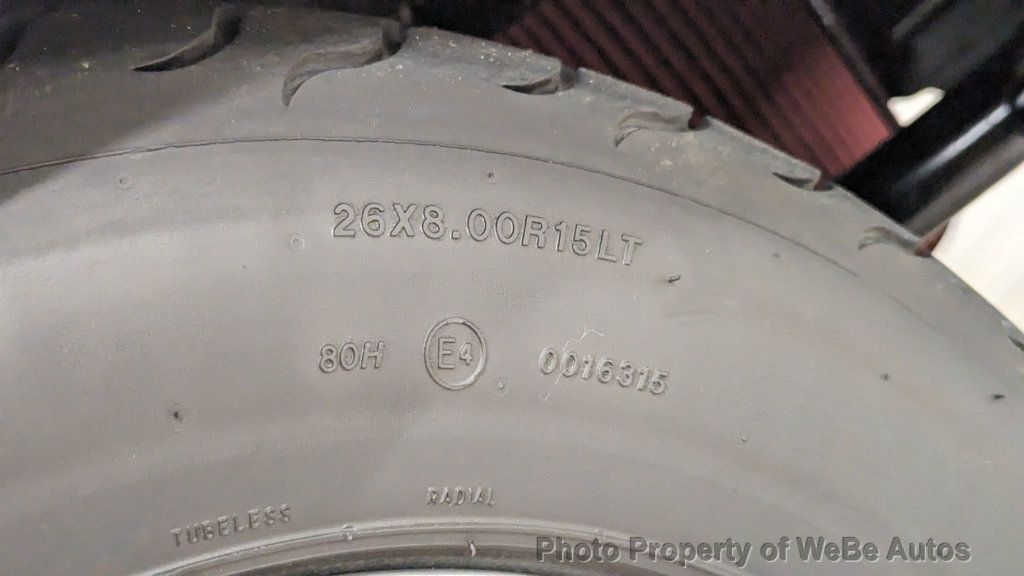 26X8.00R15LT
80H E4 0016315
RADIAL
TUBELESS
Photo Property of WeBe Autos